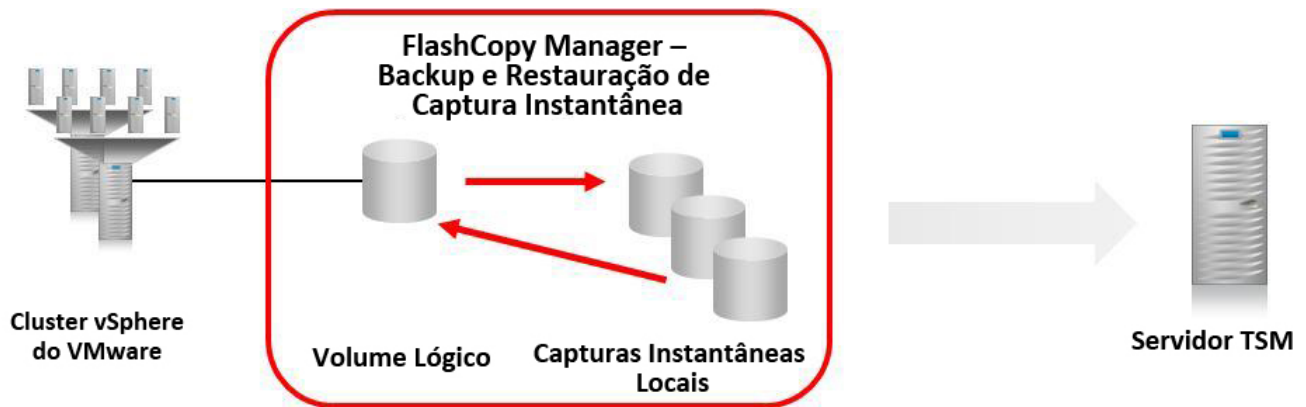 FlashCopy Manager –
Backup e Restauração de
Captura Instantânea
Cluster vSphere
do VMware
Volume Lógico
Capturas Instantâneas
Locais
Servidor TSM